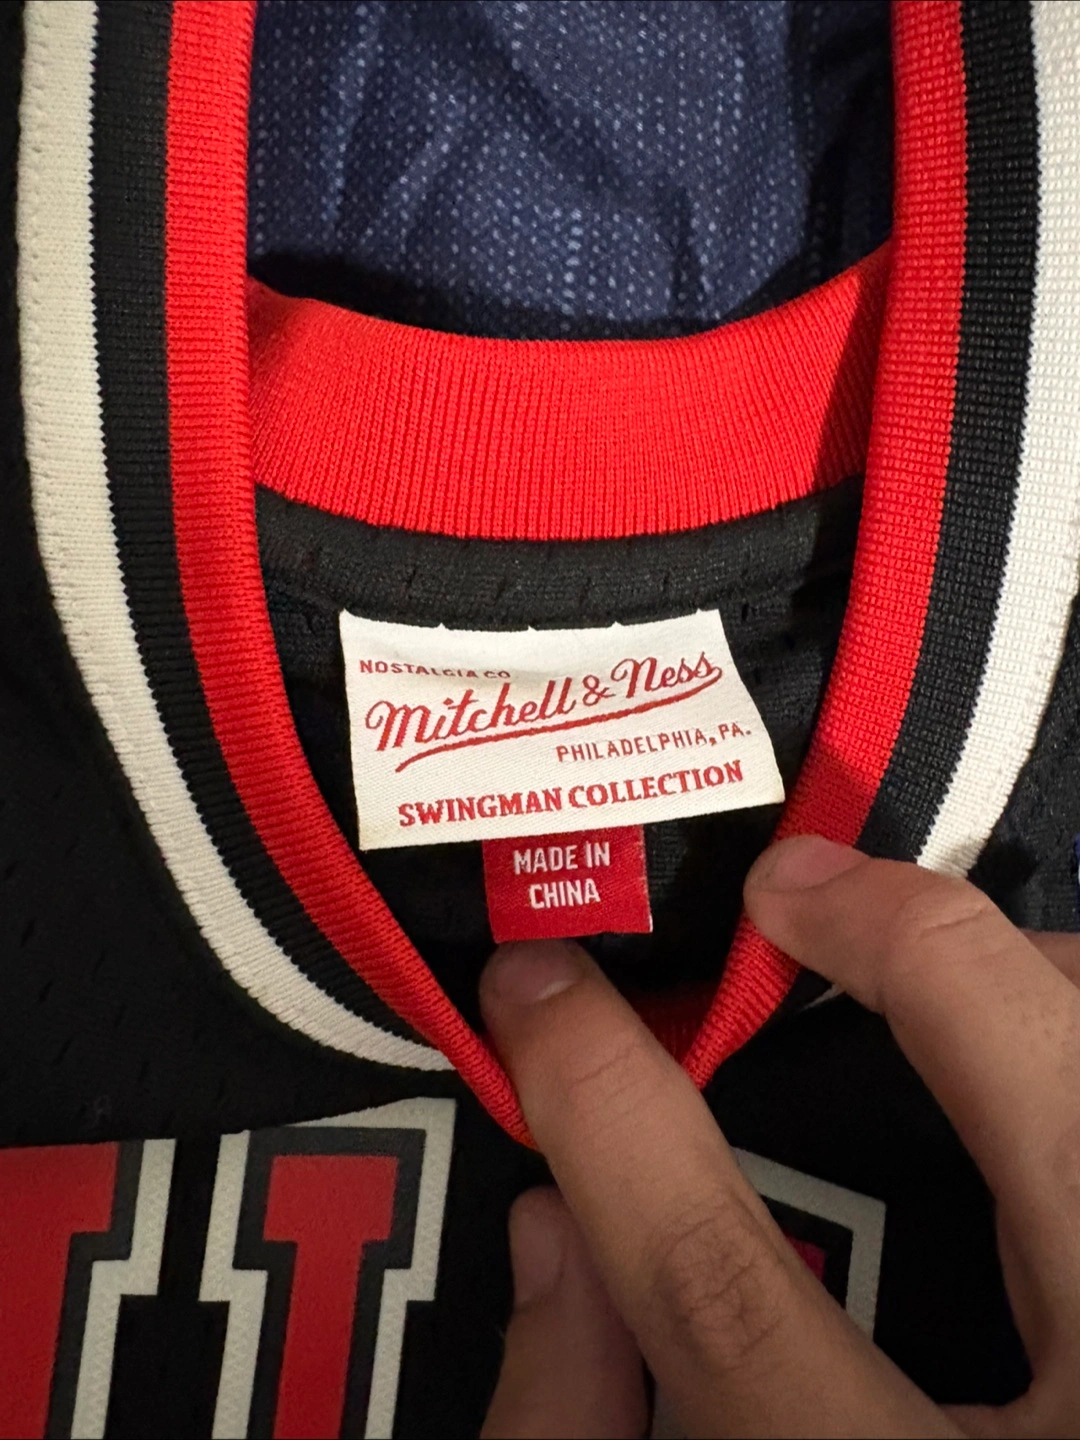 NOSTALGIA CO.
Mitchell & Ness
PHILADELPHIA, PA.
SWINGMAN COLLECTION
MADE IN
CHINA